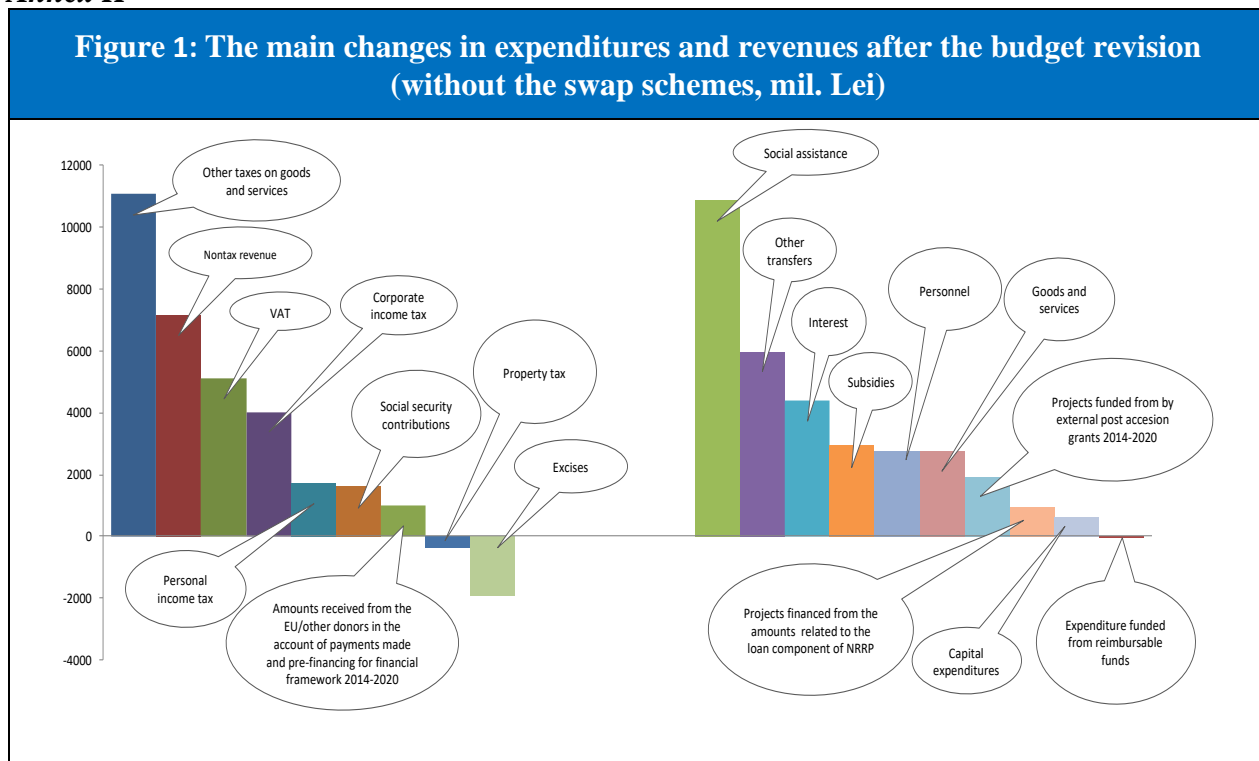 Figure 1: The main changes in expenditures and revenues after the budget revision
(without the swap schemes, mil. Lei)
12000
10000
8000
6000
4000
2000
0
-2000
-4000
Other taxes on goods
and services
Nontax revenue
VAT
Corporate
income tax
Social security
contributions
Property tax
Excises
Personal
income tax
Amounts received from the
EU/other donors in the
account of payments made
and pre-financing for financial
framework 2014-2020
Social assistance
Other
transfers
Interest
Subsidies
Personnel
Goods and
services
Projects funded from by
external post accesion
grants 2014-2020
Projects financed from the
amounts related to the
loan component of NRRP
Capital
expenditures
Expenditure funded
from reimbursable
funds